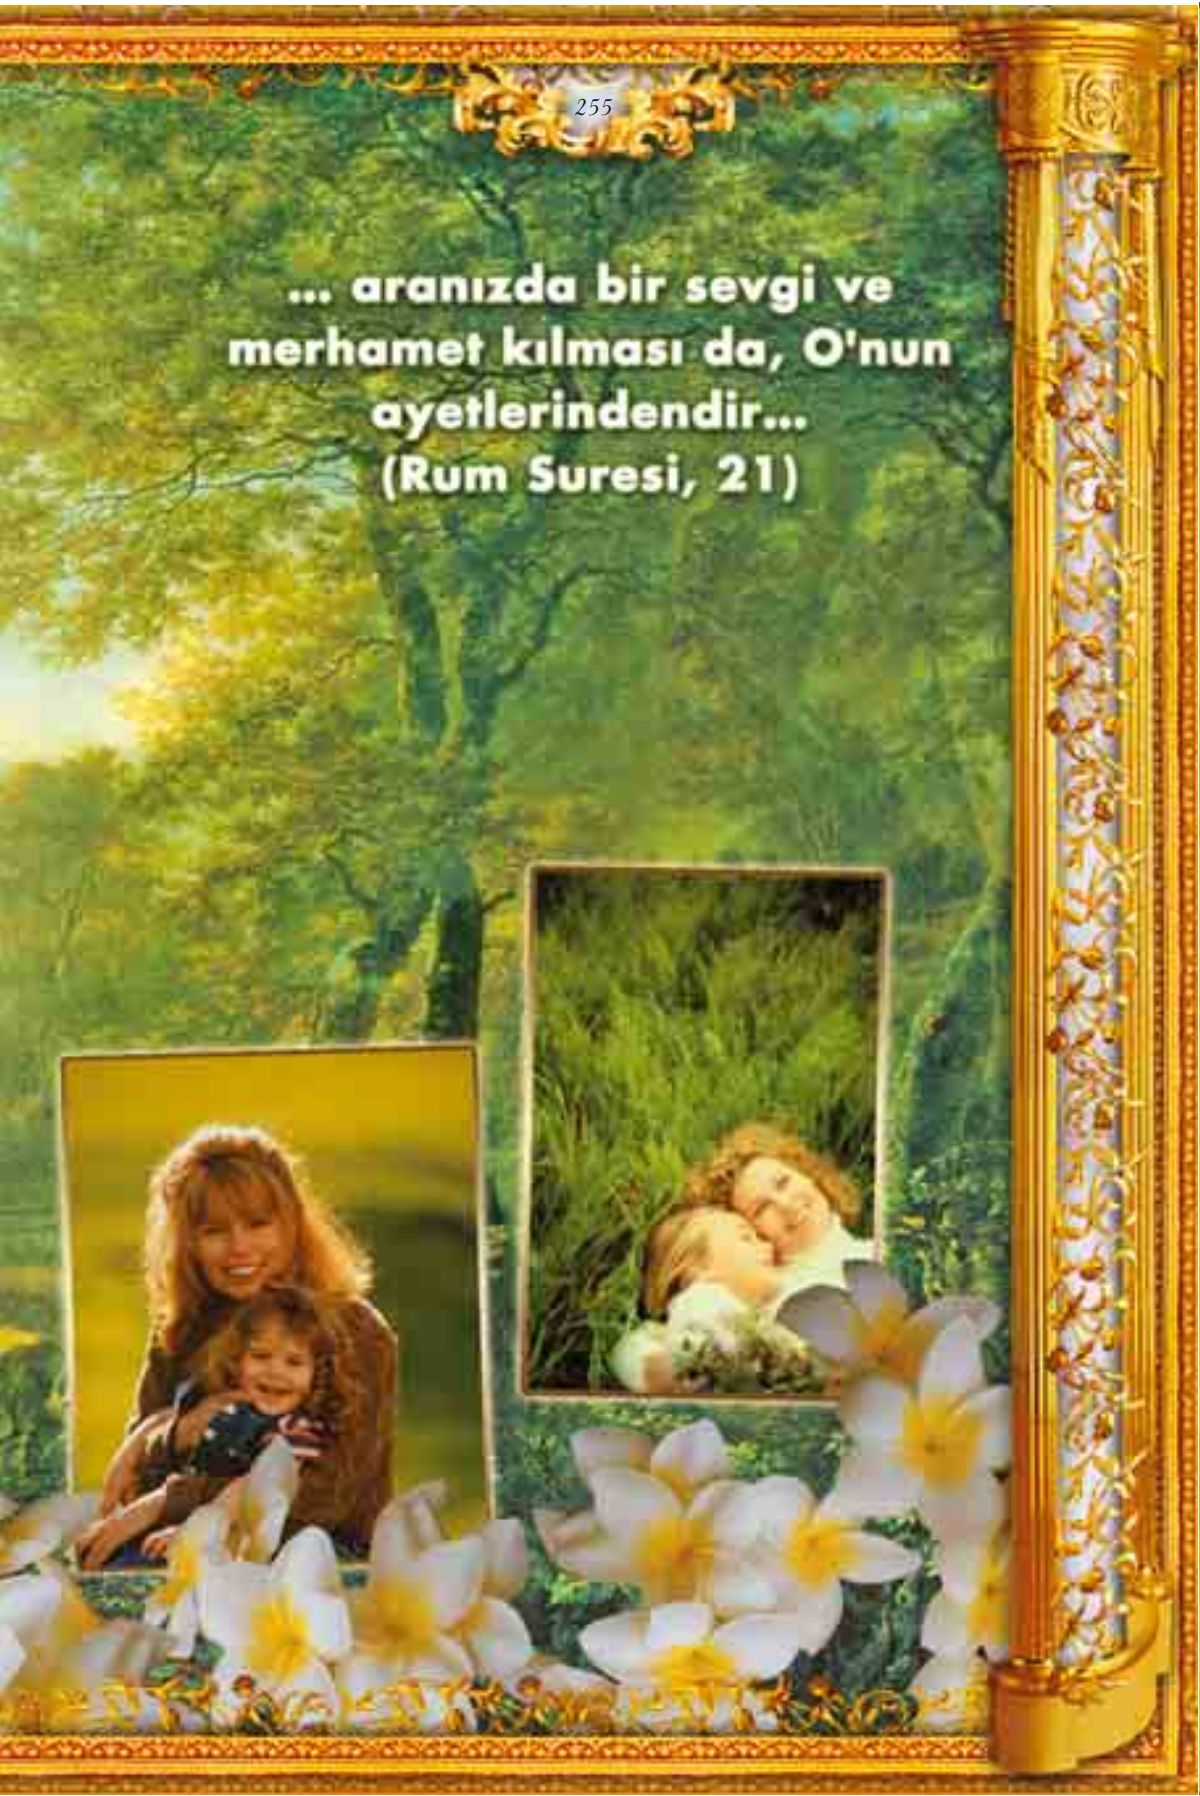 255
... aranızda bir sevgi ve
merhamet kılması da, O'nun
ayetlerindendir...
(Rum Suresi, 21)